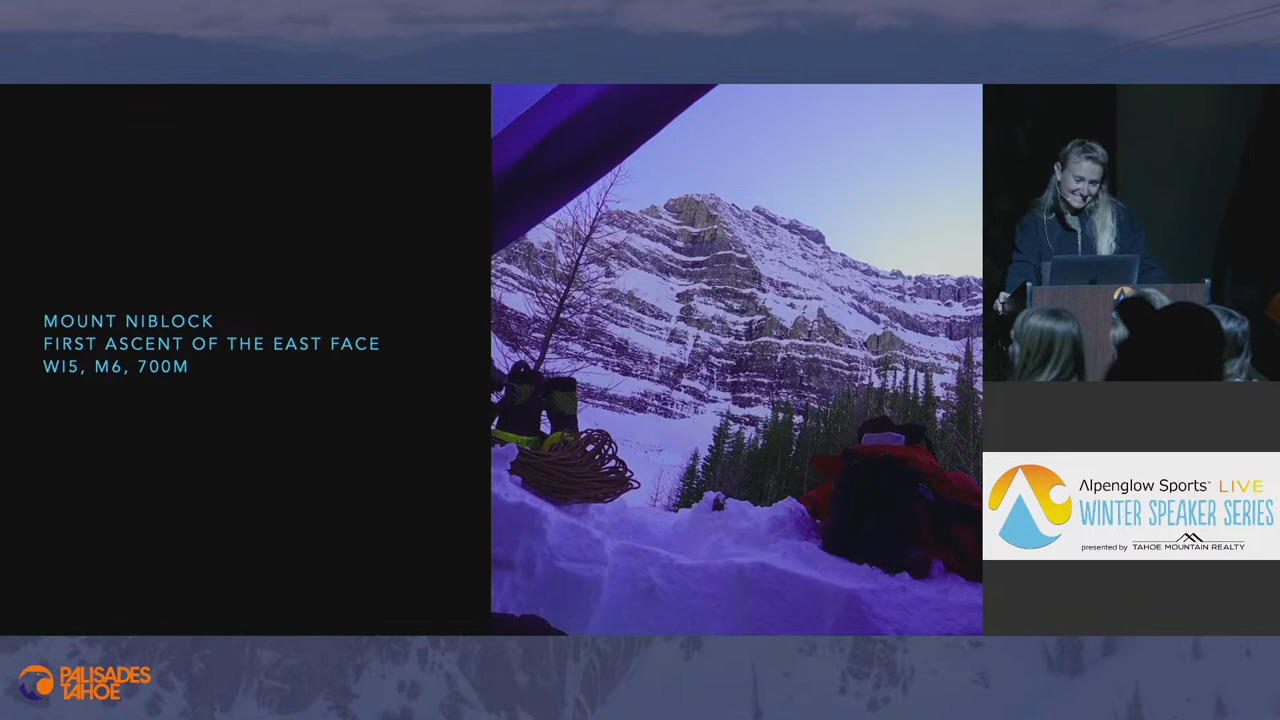 MOUNT NIBLOCK
FIRST ASCENT OF THE EAST FACE
WI5, M6, 700M
Alpenglow Sports™ LIVE
WINTER SPEAKER SERIES
presented by TAHOE MOUNTAIN REALTY
PALISADES
TAHOE